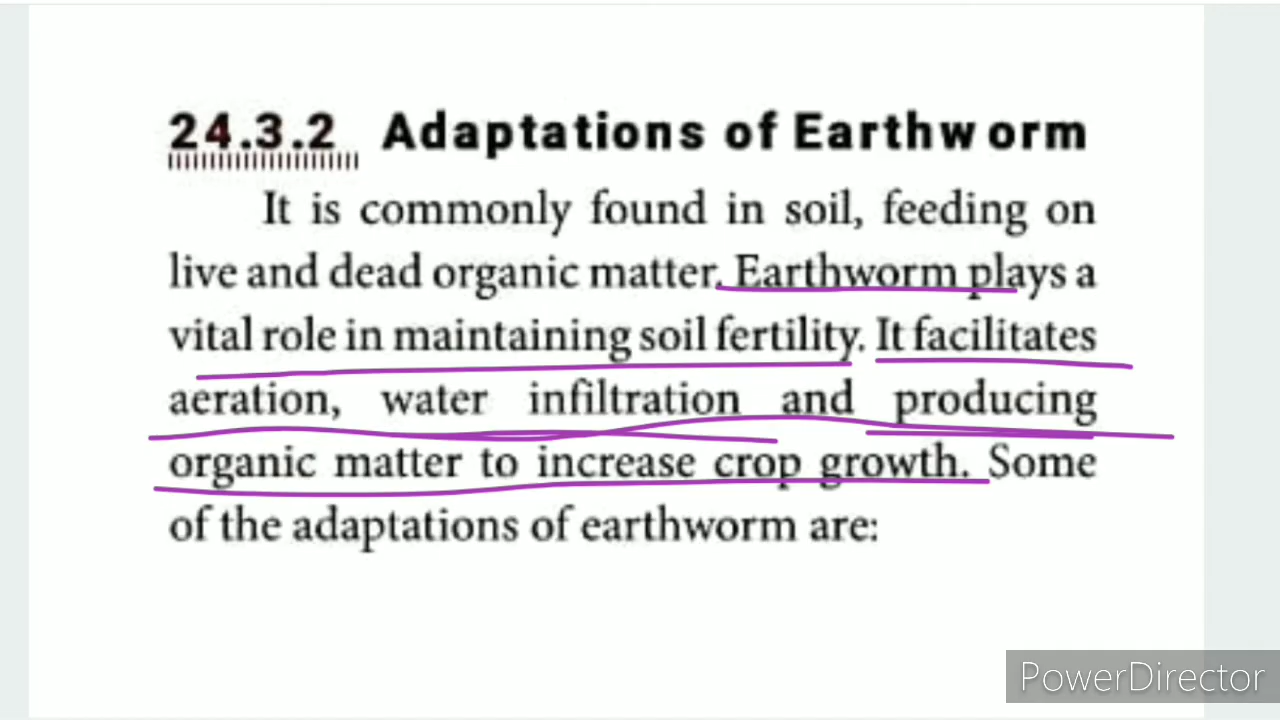 24.3.2 Adaptations of Earthworm
It is commonly found in soil, feeding on
live and dead organic matter. Earthworm plays a
vital role in maintaining soil fertility. It facilitates
aeration, water infiltration and producing
organic matter to increase crop growth. Some
of the adaptations of earthworm are:
PowerDirector